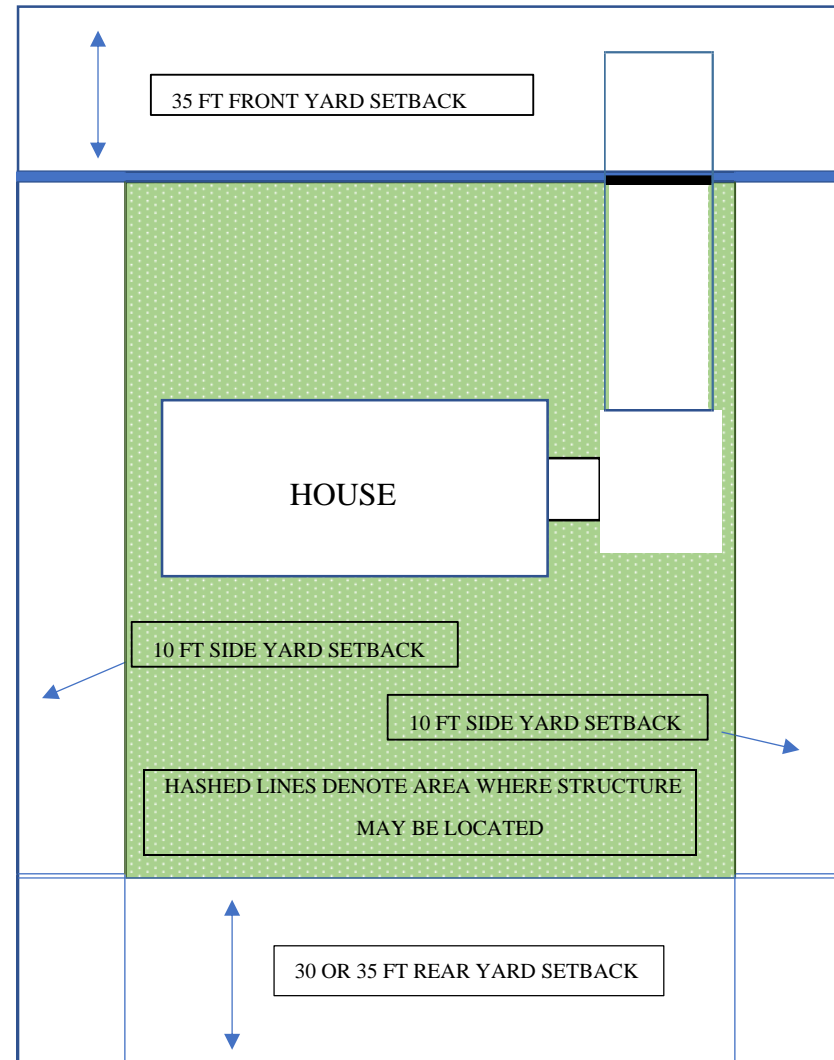 35 FT FRONT YARD SETBACK
HOUSE
10 FT SIDE YARD SETBACK
10 FT SIDE YARD SETBACK
HASHED LINES DENOTE AREA WHERE STRUCTURE
MAY BE LOCATED
30 OR 35 FT REAR YARD SETBACK